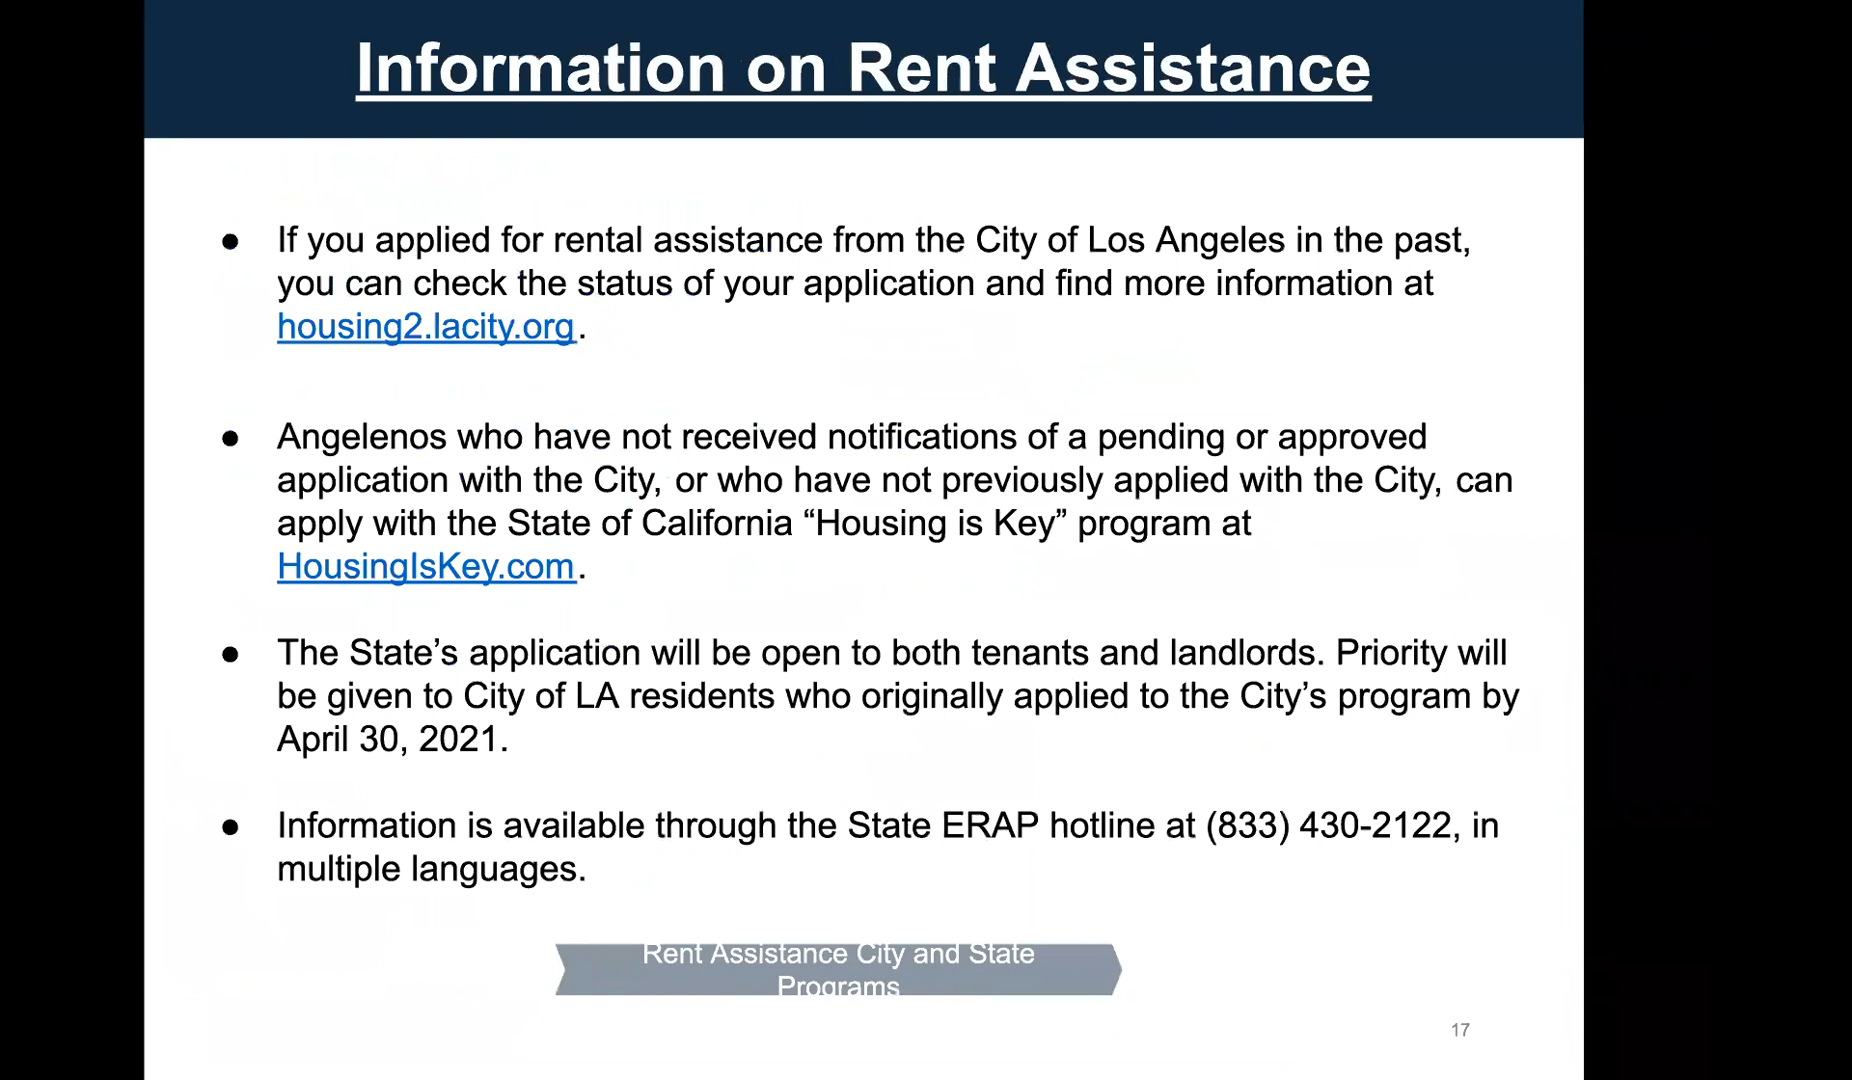 Information on Rent Assistance
● If you applied for rental assistance from the City of Los Angeles in the past,
you can check the status of your application and find more information at
housing2.lacity.org.
● Angelenos who have not received notifications of a pending or approved
application with the City, or who have not previously applied with the City, can
apply with the State of California “Housing is Key” program at
HousingIsKey.com.
● The State’s application will be open to both tenants and landlords. Priority will
be given to City of LA residents who originally applied to the City’s program by
April 30, 2021.
● Information is available through the State ERAP hotline at (833) 430-2122, in
multiple languages.
Rent Assistance City and State
Programs
17